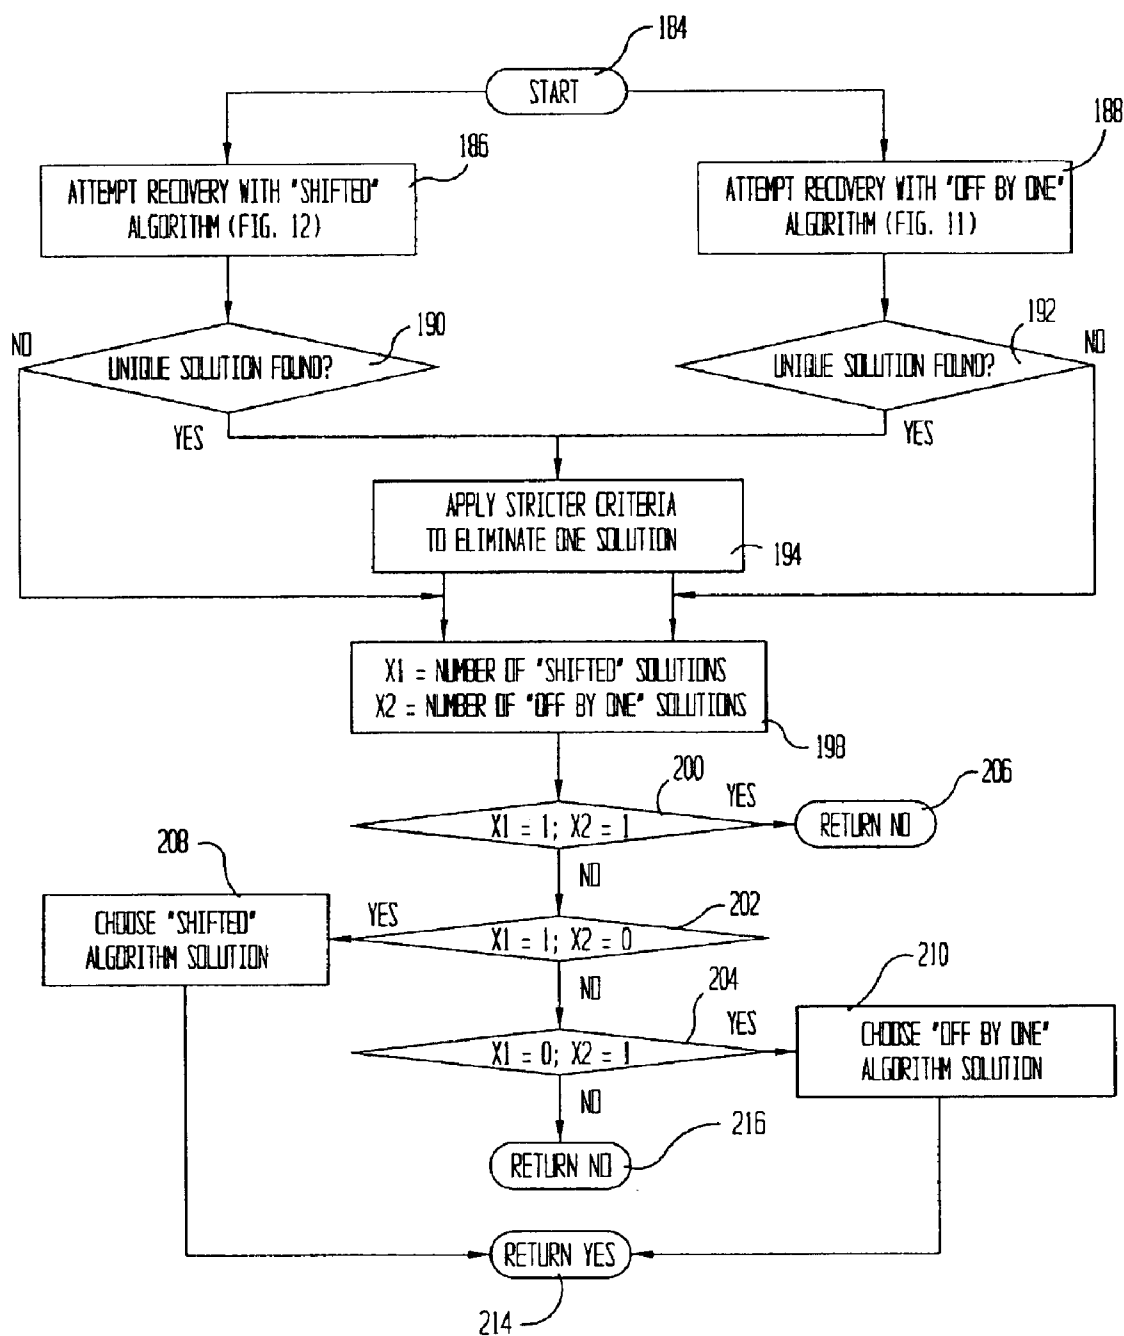 184
START
186
188
ATTEMPT RECOVERY WITH "SHIFTED"
ALGORITHM (FIG. 12)
ATTEMPT RECOVERY WITH "OFF BY ONE"
ALGORITHM (FIG. 11)
190
192
NO
NO
UNIQUE SOLUTION FOUND?
UNIQUE SOLUTION FOUND?
YES
YES
APPLY STRICTER CRITERIA
TO ELIMINATE ONE SOLUTION
194
X1 = NUMBER OF "SHIFTED" SOLUTIONS
X2 = NUMBER OF "OFF BY ONE" SOLUTIONS
198
200
YES
206
X1 = 1; X2 = 1
RETURN NO
208
NO
202
CHOOSE "SHIFTED"
ALGORITHM SOLUTION
YES
X1 = 1; X2 = 0
210
NO
204
YES
CHOOSE "OFF BY ONE"
ALGORITHM SOLUTION
X1 = 0; X2 = 1
NO
216
RETURN NO
RETURN YES
214